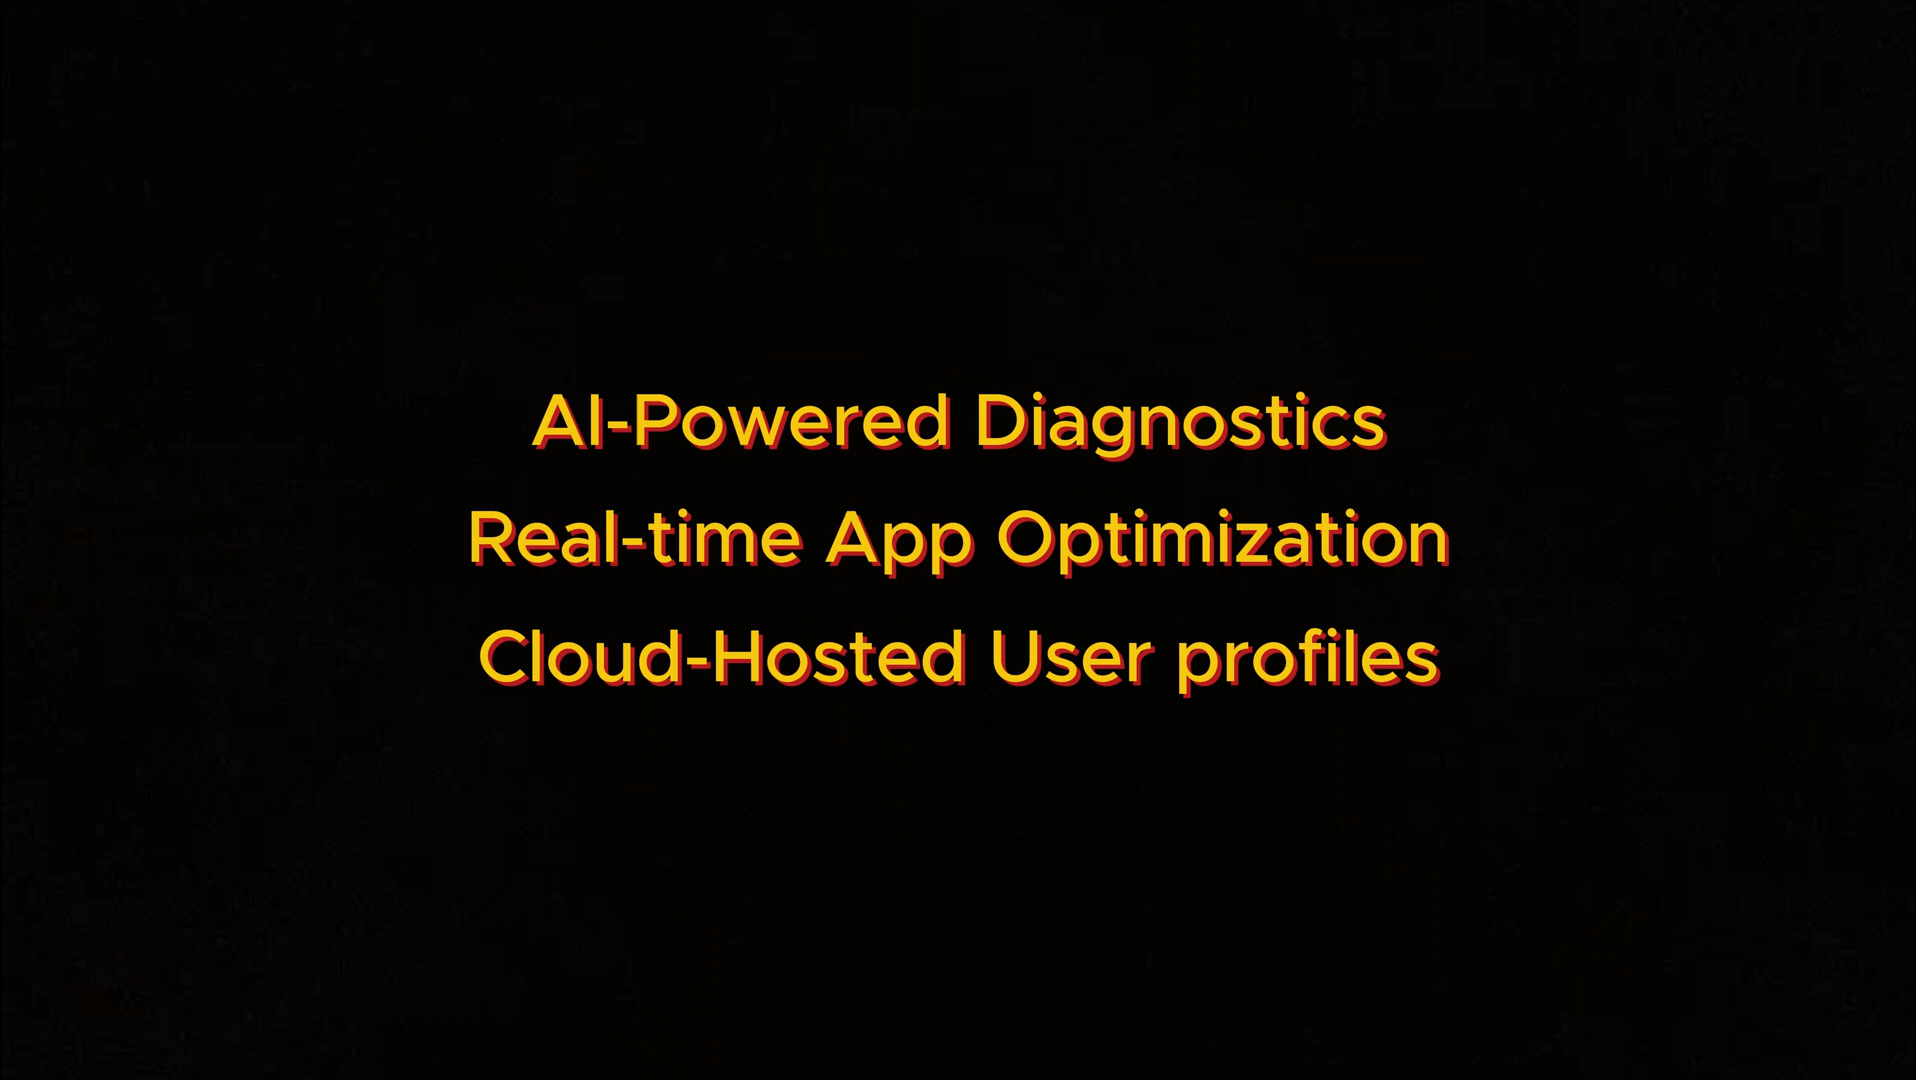 AI-Powered Diagnostics
Real-time App Optimization
Cloud-Hosted User profiles